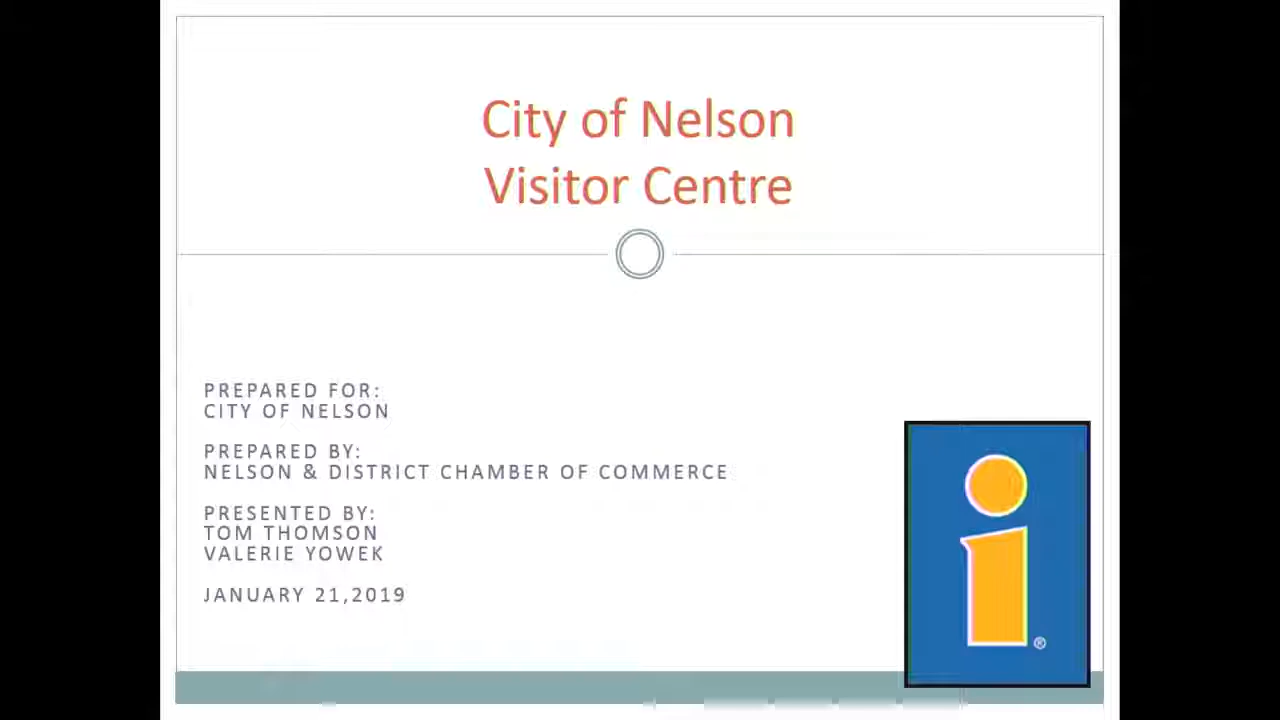 City of Nelson
Visitor Centre
PREPARED FOR:
CITY OF NELSON
PREPARED BY:
NELSON & DISTRICT CHAMBER OF COMMERCE
PRESENTED BY:
TOM THOMSON
VALERIE YOWEK
JANUARY 21,2019
i
®